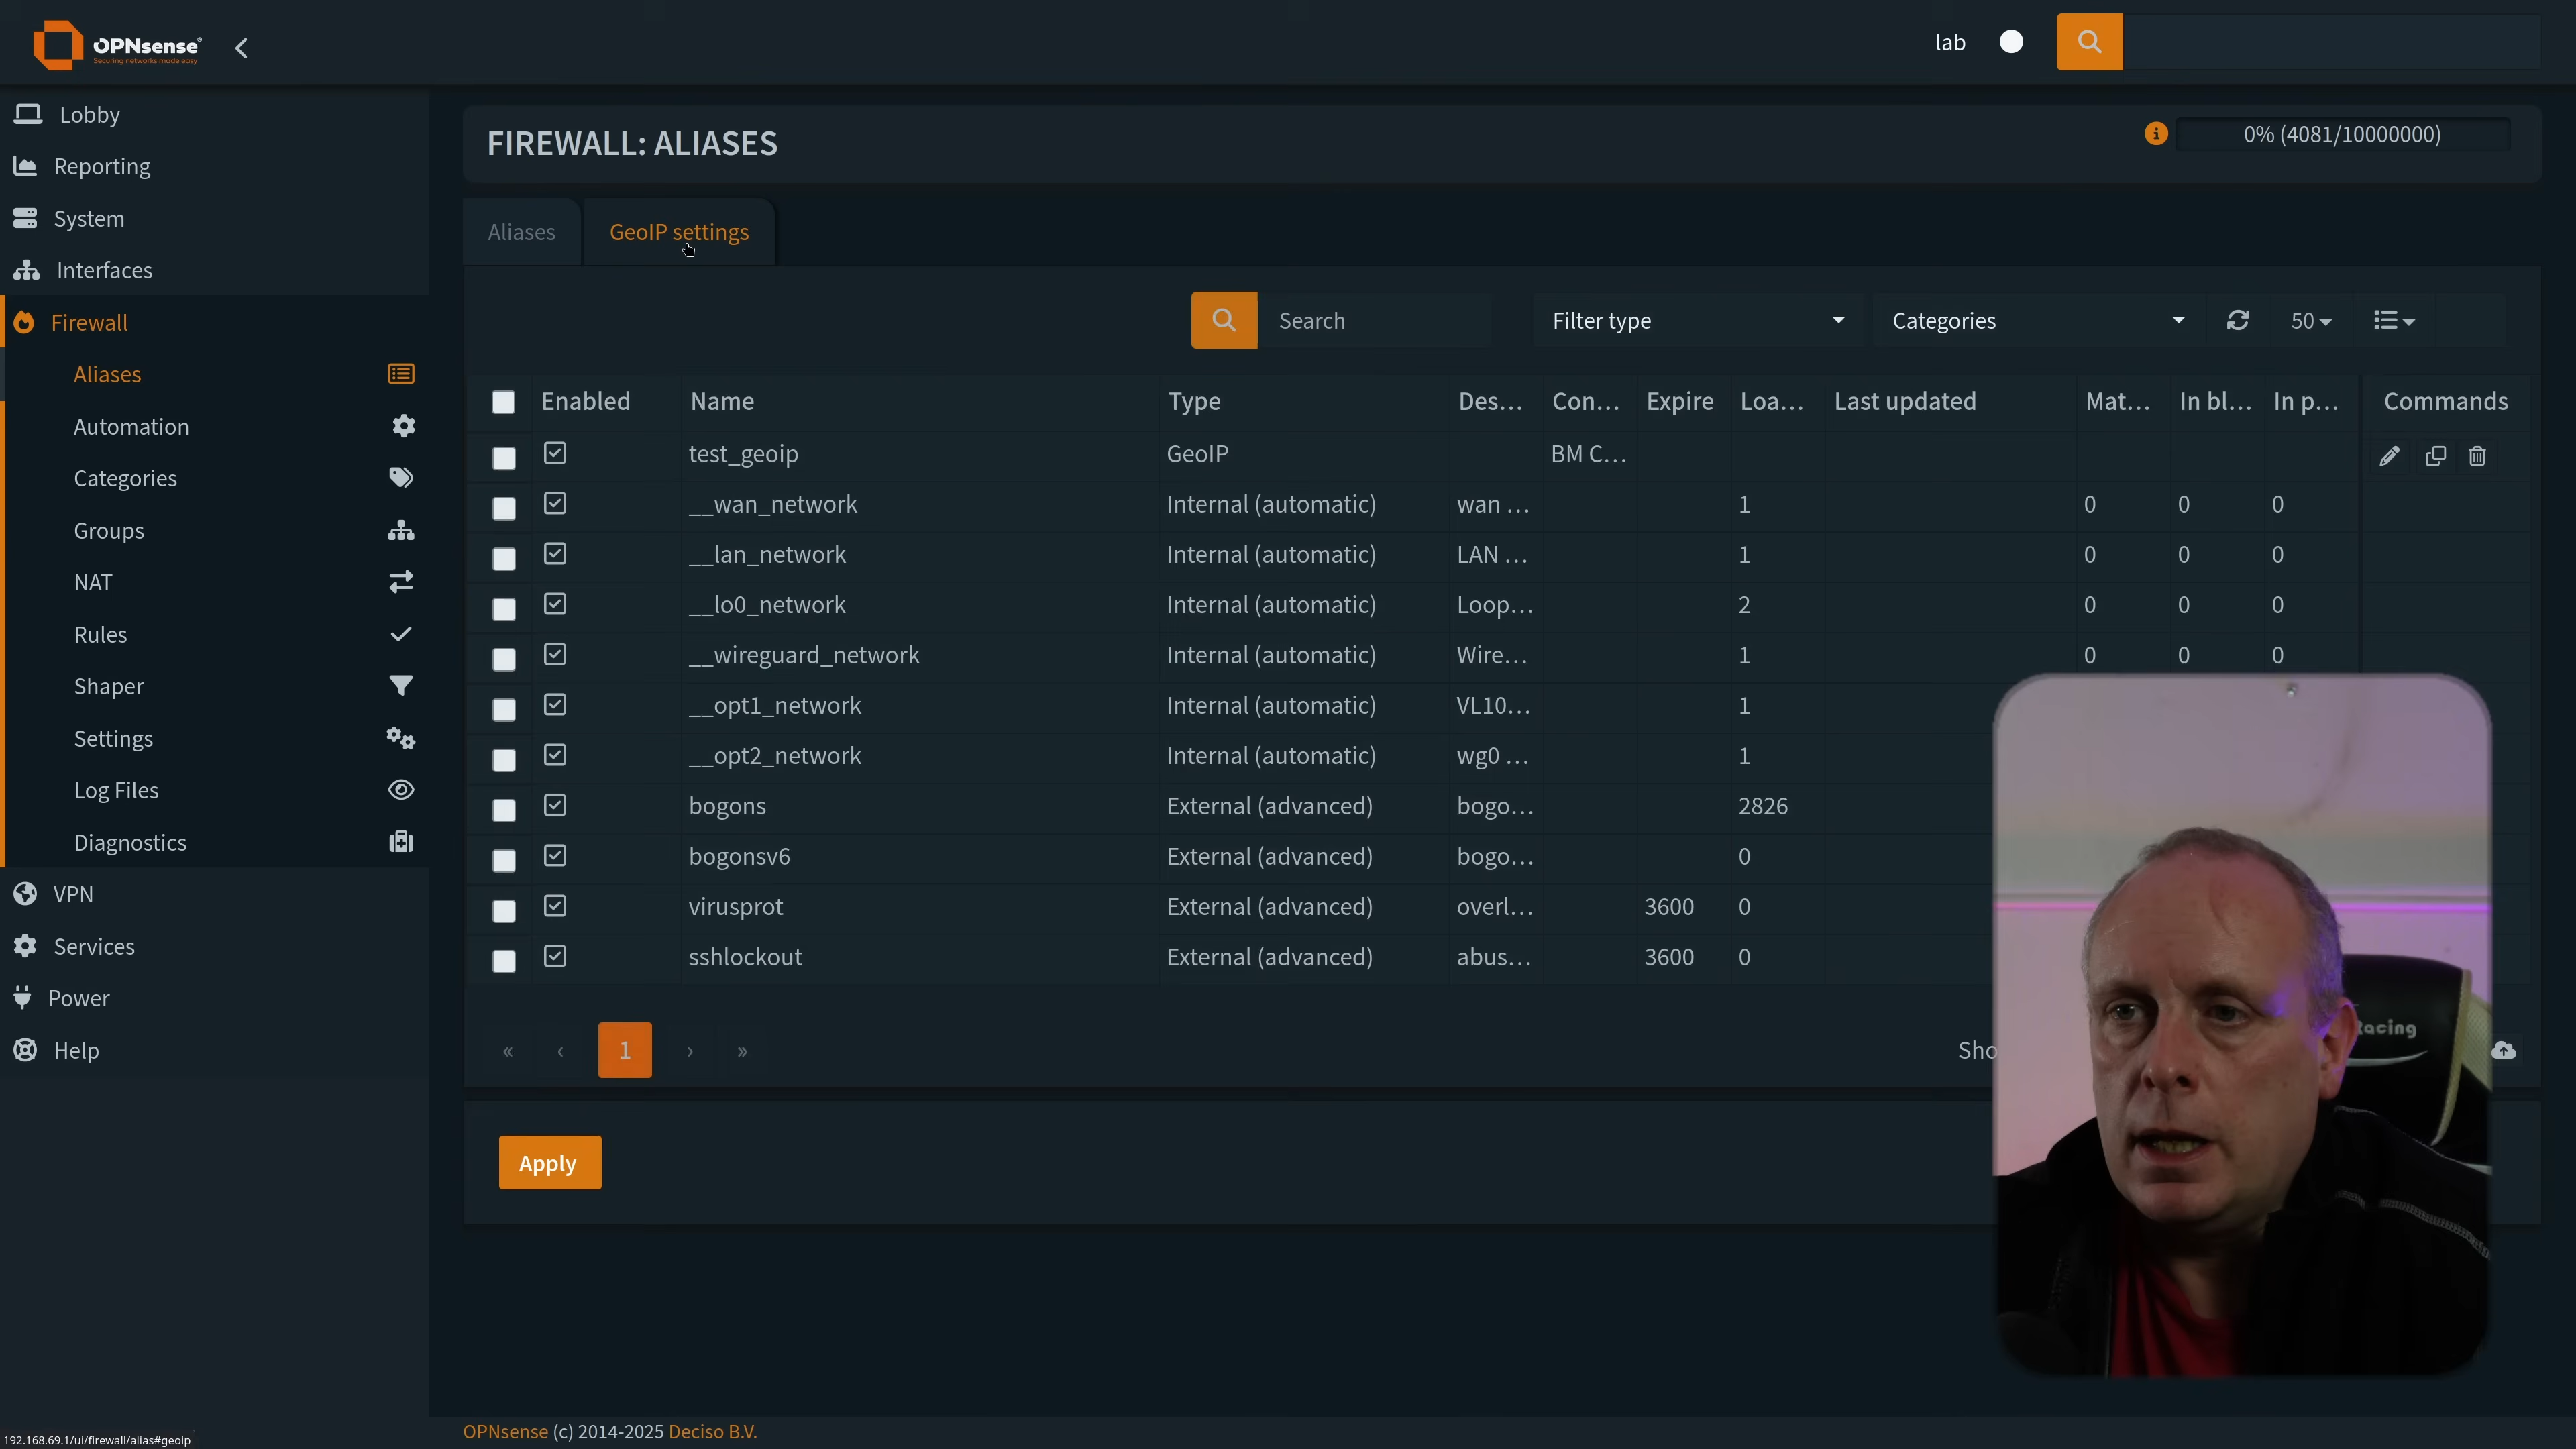 OPNsense
Securing networks made easy
lab
Lobby
Reporting
System
Interfaces
Firewall
Aliases
Automation
Categories
Groups
NAT
Rules
Shaper
Settings
Log Files
Diagnostics
VPN
Services
Power
Help
FIREWALL: ALIASES
0% (4081/10000000)
Aliases GeoIP settings
Search Filter type Categories 50
Enabled Name Type Des... Con... Expire Loa... Last updated Mat... In bl... In p... Commands
test_geoip GeoIP BM C...
__wan_network Internal (automatic) wan ... 1 0 0 0
__lan_network Internal (automatic) LAN ... 1 0 0 0
__lo0_network Internal (automatic) Loop... 2 0 0 0
__wireguard_network Internal (automatic) Wire... 1 0 0 0
__opt1_network Internal (automatic) VL10... 1
__opt2_network Internal (automatic) wg0 ... 1
bogons External (advanced) bogo... 2826
bogonsv6 External (advanced) bogo... 0
virusprot External (advanced) overl... 3600 0
sshlockout External (advanced) abus... 3600 0
« ‹ 1 › »
Sho
Racing
Apply
OPNsense (c) 2014-2025 Deciso B.V.
192.168.69.1/ui/firewall/alias#geoip